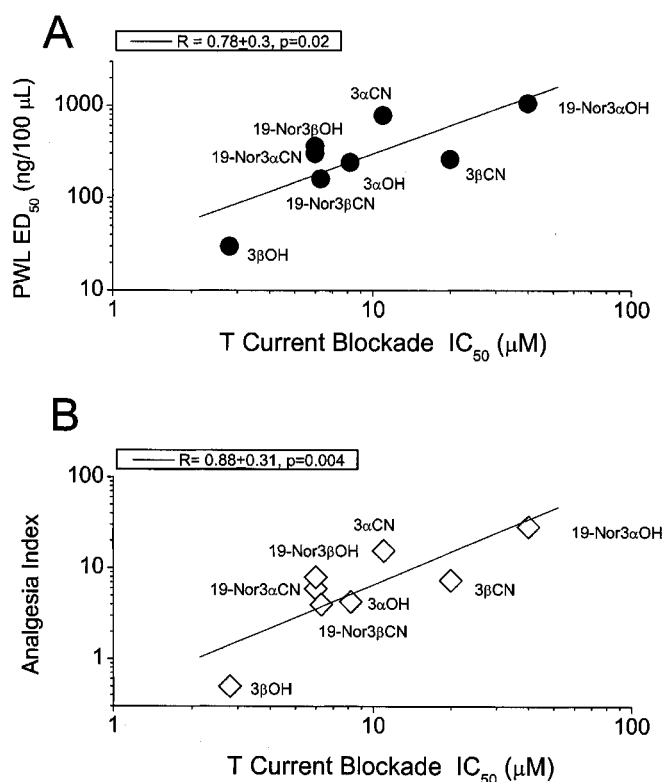 A
R = 0.78±0.3, p=0.02
PWL ED50 (ng/100 μL)
1000
100
10
3αCN
19-Nor3βOH
19-Nor3αOH
19-Nor3αCN
3αOH
3βCN
19-Nor3βCN
3βOH
1
10
100
T Current Blockade IC50 (μM)
B
R= 0.88±0.31, p=0.004
Analgesia Index
100
10
1
3αCN
19-Nor3βOH
19-Nor3αOH
19-Nor3αCN
3αOH
3βCN
19-Nor3βCN
3βOH
1
10
100
T Current Blockade IC50 (μM)